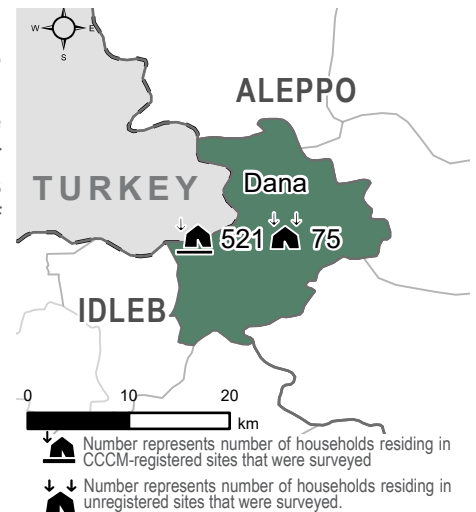 N
W E
S
ALEPPO
TURKEY
Dana
521 75
IDLEB
0 10 20
km
Number represents number of households residing in
CCCM-registered sites that were surveyed
Number represents number of households residing in
unregistered sites that were surveyed.